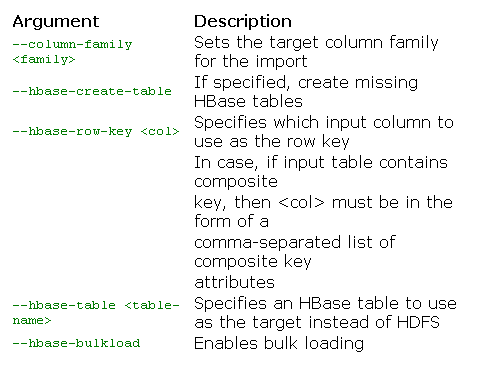 Argument Description
--column-family <family> Sets the target column family
for the import
--hbase-create-table If specified, create missing
HBase tables
--hbase-row-key <col> Specifies which input column to
use as the row key
In case, if input table contains
composite
key, then <col> must be in the
form of a
comma-separated list of
composite key
attributes
--hbase-table <table-name> Specifies an HBase table to use
as the target instead of HDFS
--hbase-bulkload Enables bulk loading